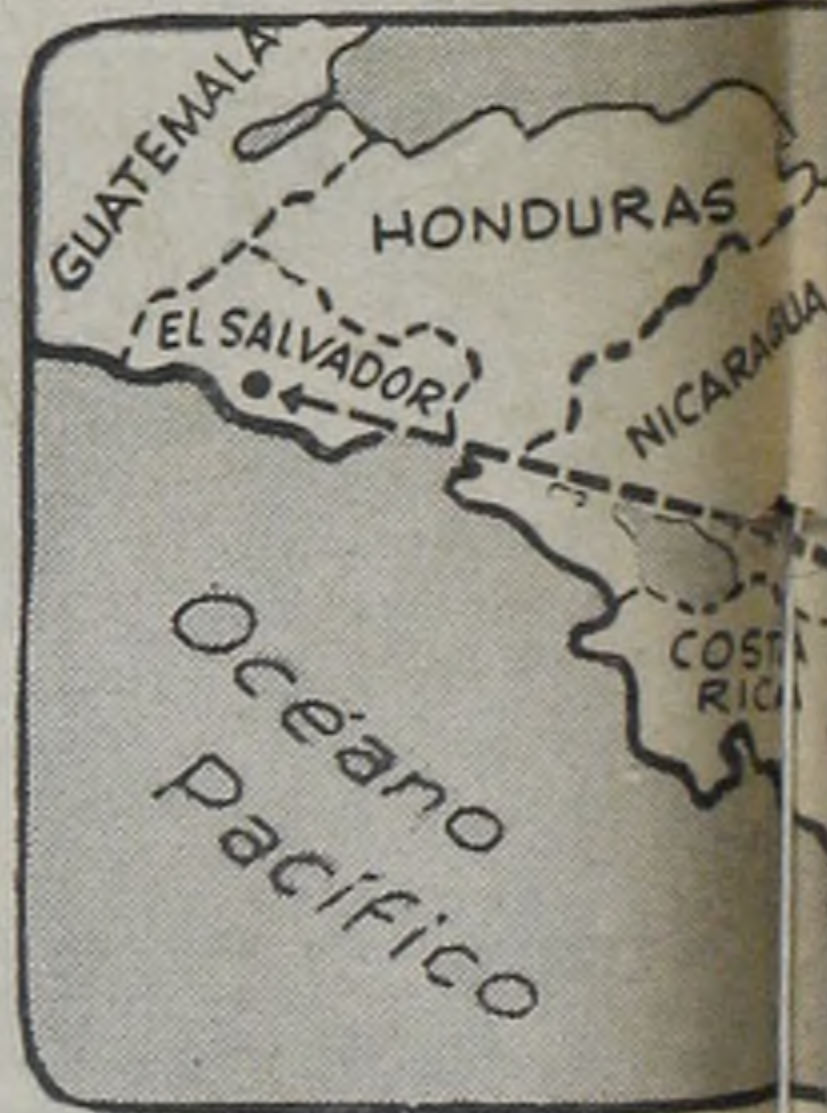 GUATEMALA
HONDURAS
EL SALVADOR
NICARAGUA
COSTA
RICA
Océano
Pacífico